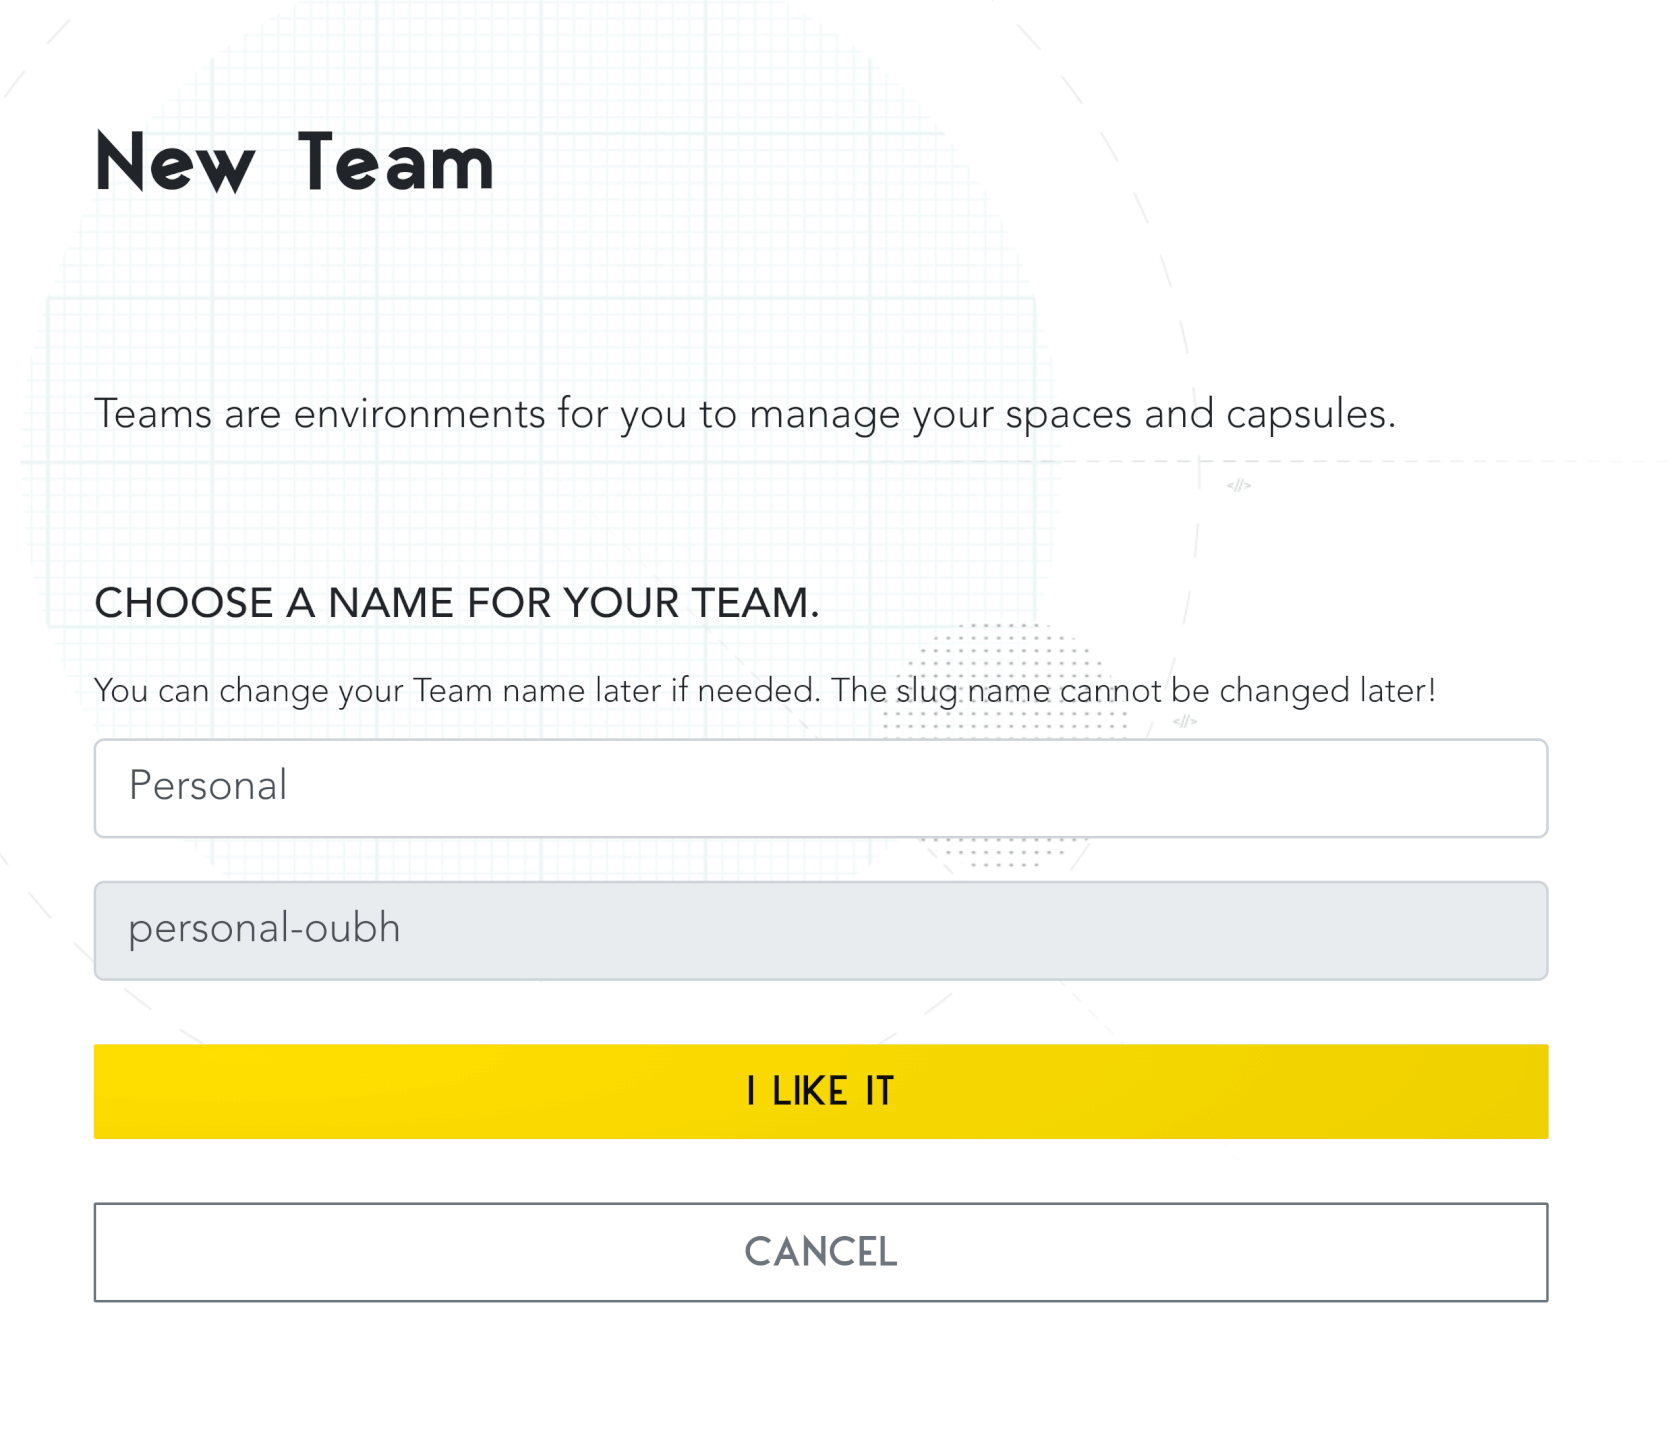 New Team
Teams are environments for you to manage your spaces and capsules.
</>
CHOOSE A NAME FOR YOUR TEAM.
You can change your Team name later if needed. The slug name cannot be changed later!
</>
Personal
personal-oubh
I LIKE IT
CANCEL